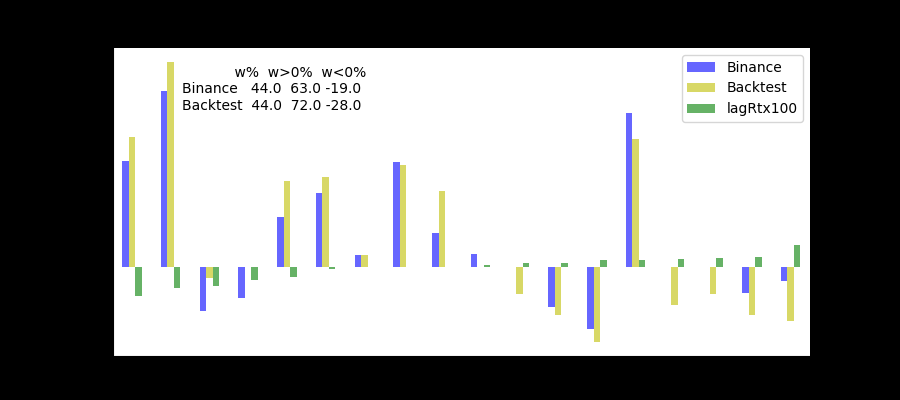 w% w>0% w<0%
Binance 44.0 63.0 -19.0
Backtest 44.0 72.0 -28.0
Binance
Backtest
lagRtx100